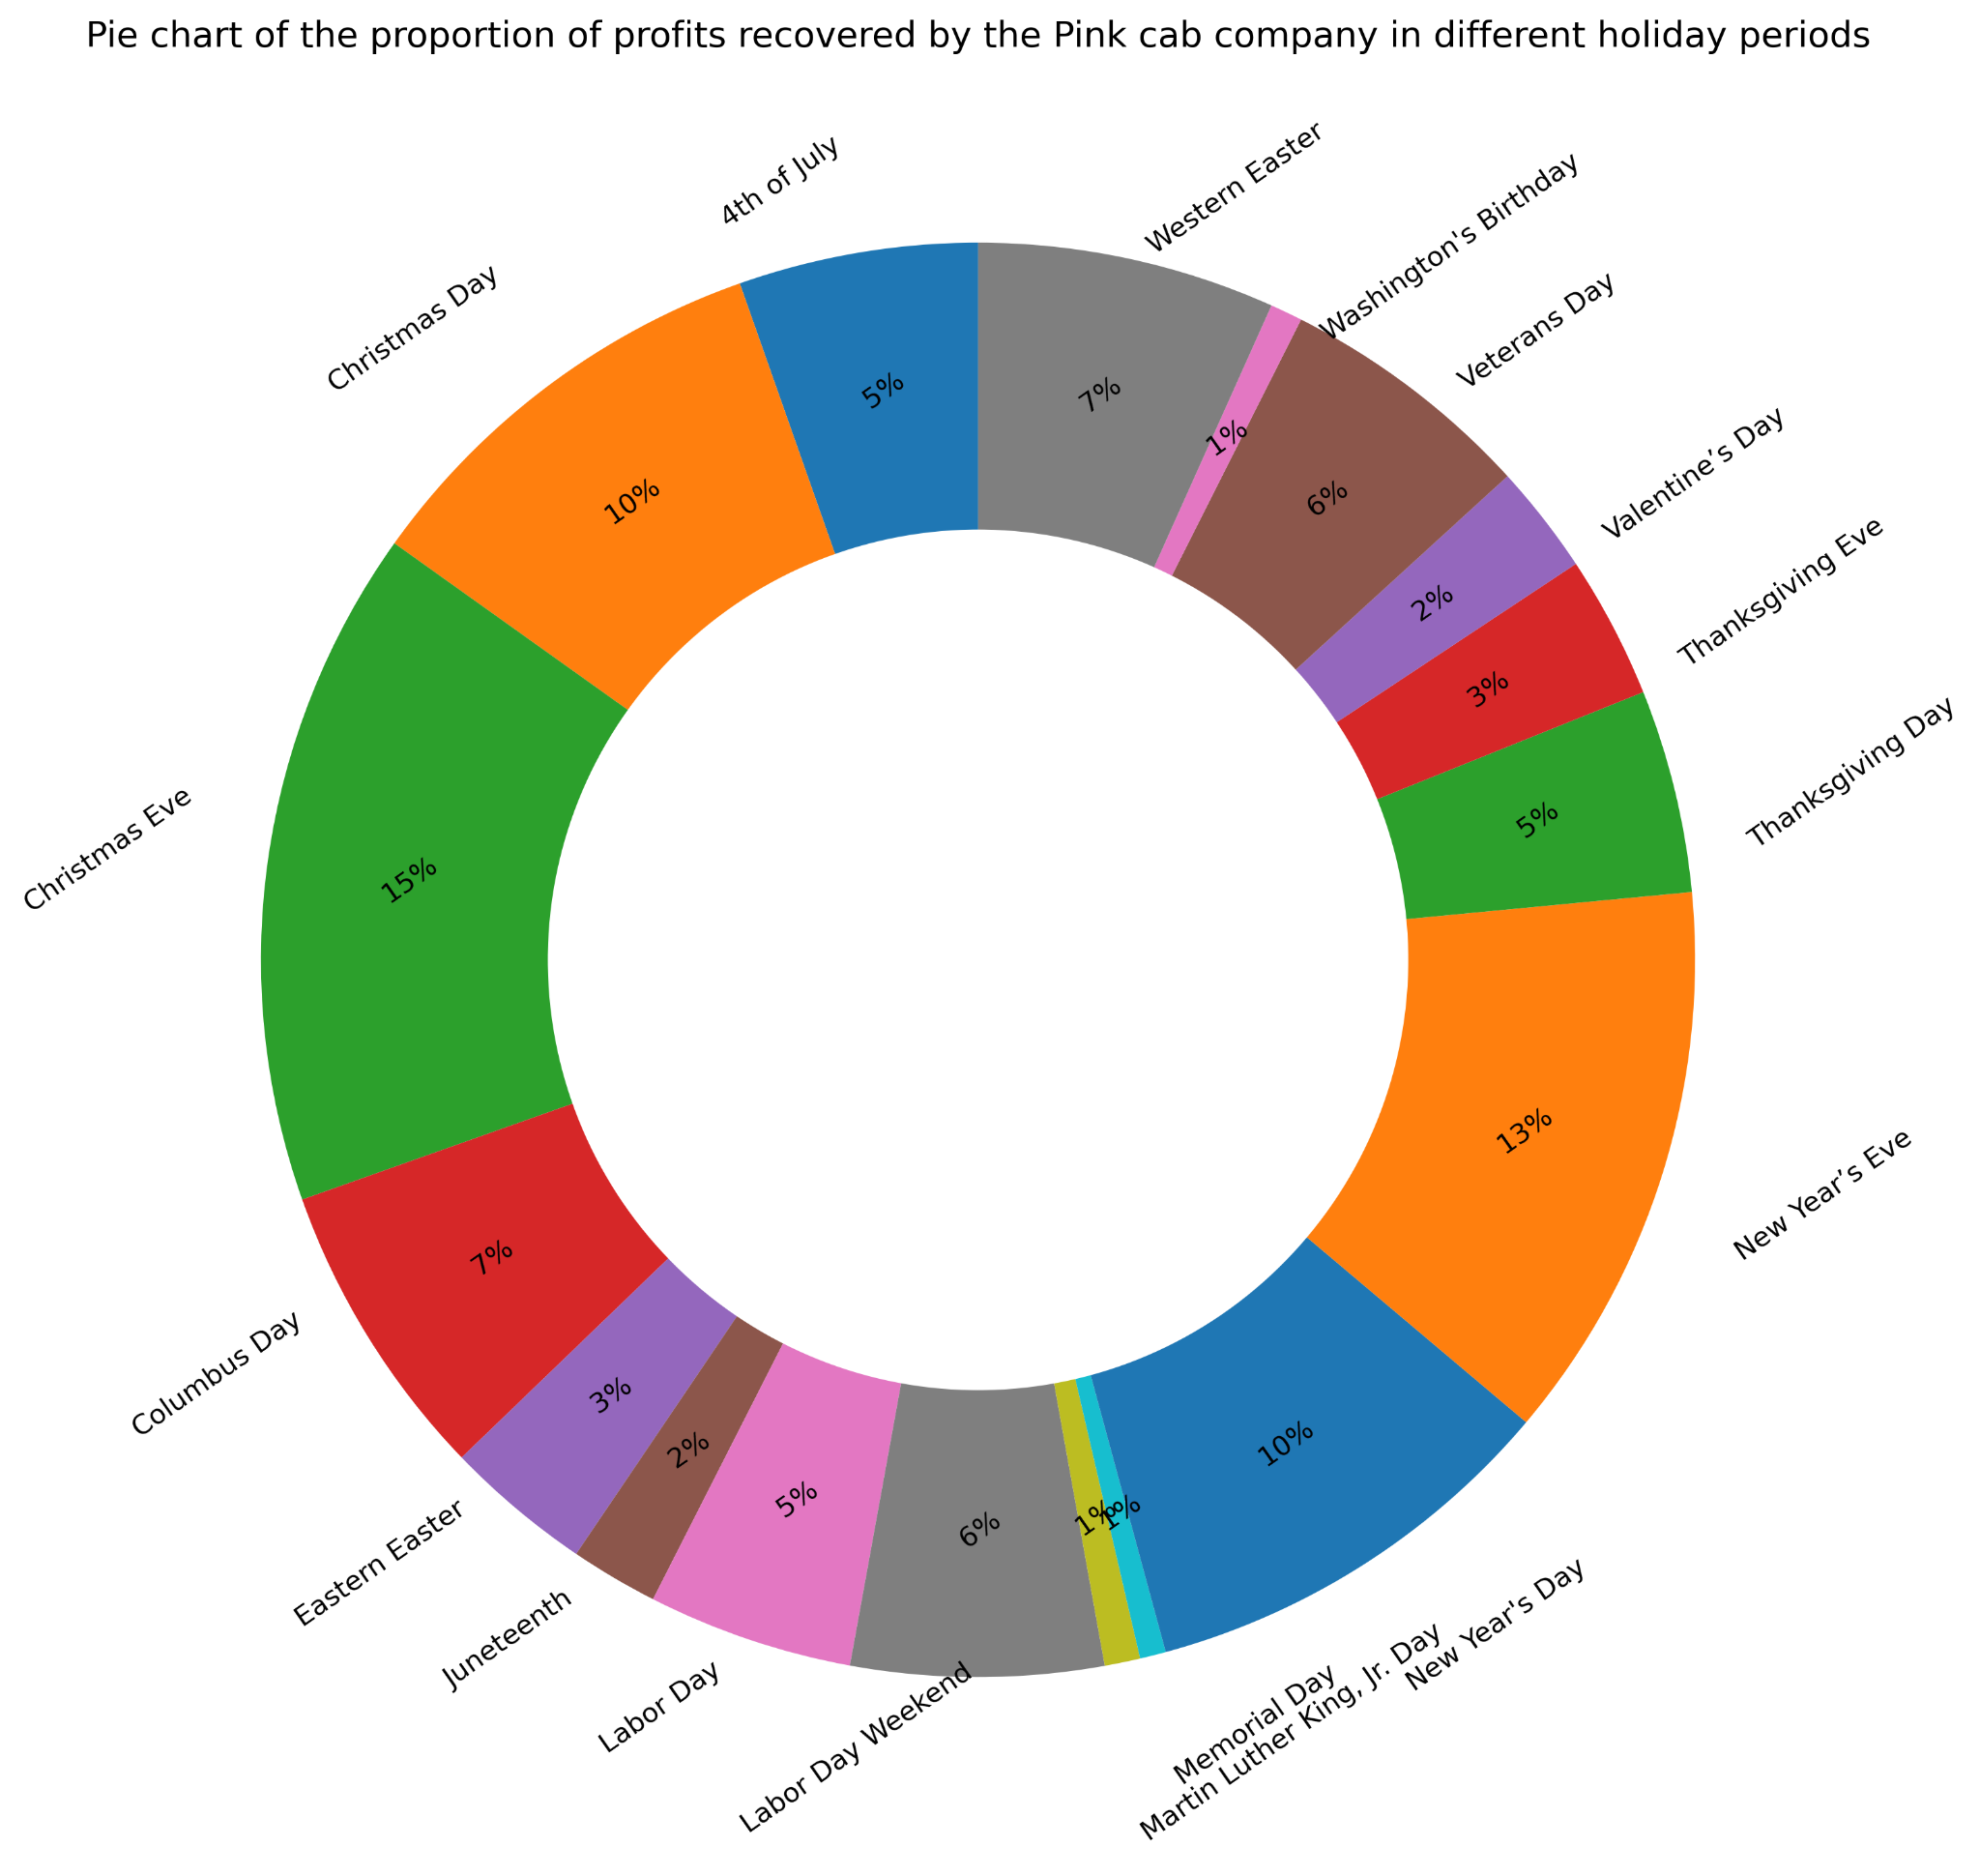 Pie chart of the proportion of profits recovered by the Pink cab company in different holiday periods
4th of July
5%
Christmas Day
10%
Christmas Eve
15%
Columbus Day
7%
Eastern Easter
3%
Juneteenth
2%
Labor Day
5%
Labor Day Weekend
6%
Martin Luther King, Jr. Day
1%
Memorial Day
1%
New Year's Day
10%
New Year’s Eve
13%
Thanksgiving Day
5%
Thanksgiving Eve
3%
Valentine’s Day
2%
Veterans Day
6%
Washington's Birthday
1%
Western Easter
7%